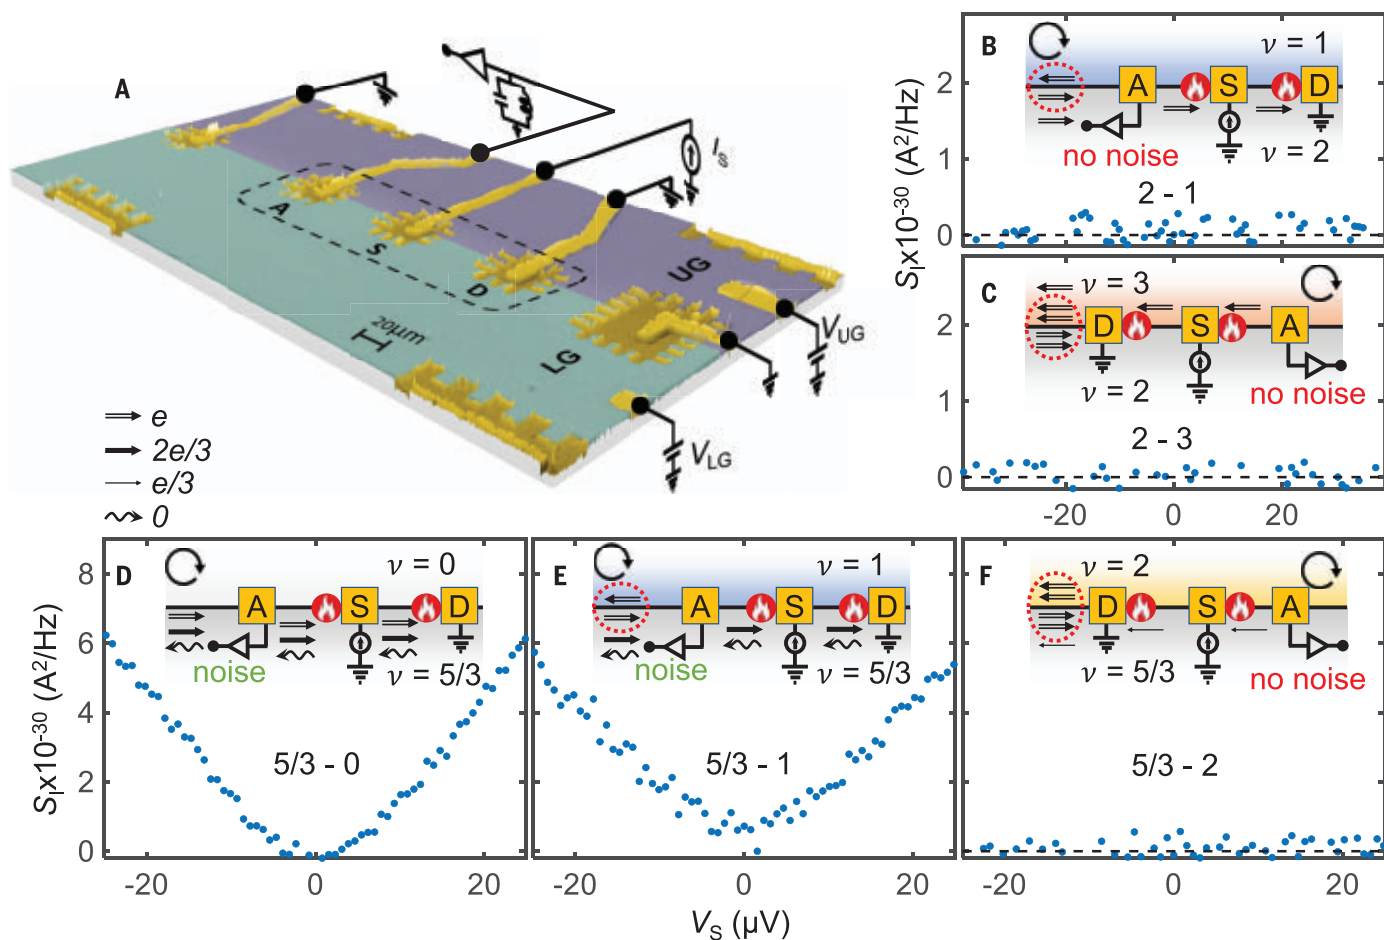 A
I_S
A
S
D
20μm
UG
LG
V_UG
V_LG
e
2e/3
e/3
0
B
ν = 1
A
S
D
no noise
ν = 2
2 - 1
2
1
0
S_I x10^-30 (A^2/Hz)
C
ν = 3
D
S
A
ν = 2
no noise
2 - 3
2
1
0
-20
0
20
D
ν = 0
A
S
D
noise
ν = 5/3
5/3 - 0
8
6
4
2
0
S_I x10^-30 (A^2/Hz)
-20
0
20
E
ν = 1
A
S
D
noise
ν = 5/3
5/3 - 1
-20
0
20
V_S (μV)
F
ν = 2
D
S
A
ν = 5/3
no noise
5/3 - 2
-20
0
20